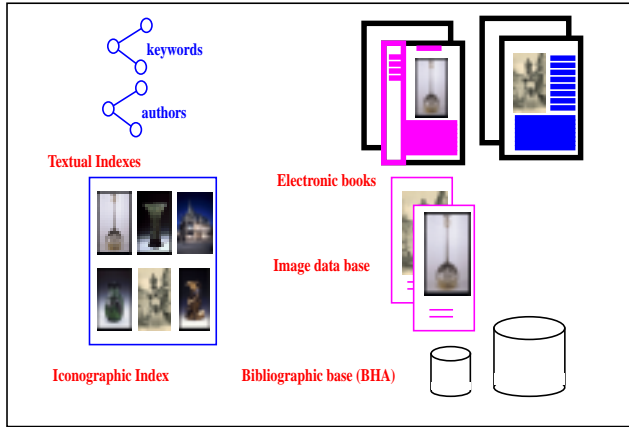 keywords
authors
Textual Indexes
Electronic books
Image data base
Iconographic Index
Bibliographic base (BHA)